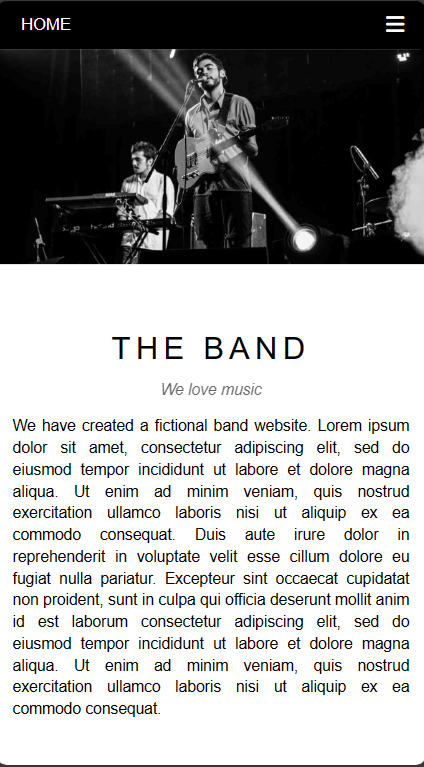 HOME
THE BAND
We love music
We have created a fictional band website. Lorem ipsum
dolor sit amet, consectetur adipiscing elit, sed do
eiusmod tempor incididunt ut labore et dolore magna
aliqua. Ut enim ad minim veniam, quis nostrud
exercitation ullamco laboris nisi ut aliquip ex ea
commodo consequat. Duis aute irure dolor in
reprehenderit in voluptate velit esse cillum dolore eu
fugiat nulla pariatur. Excepteur sint occaecat cupidatat
non proident, sunt in culpa qui officia deserunt mollit anim
id est laborum consectetur adipiscing elit, sed do
eiusmod tempor incididunt ut labore et dolore magna
aliqua. Ut enim ad minim veniam, quis nostrud
exercitation ullamco laboris nisi ut aliquip ex ea
commodo consequat.